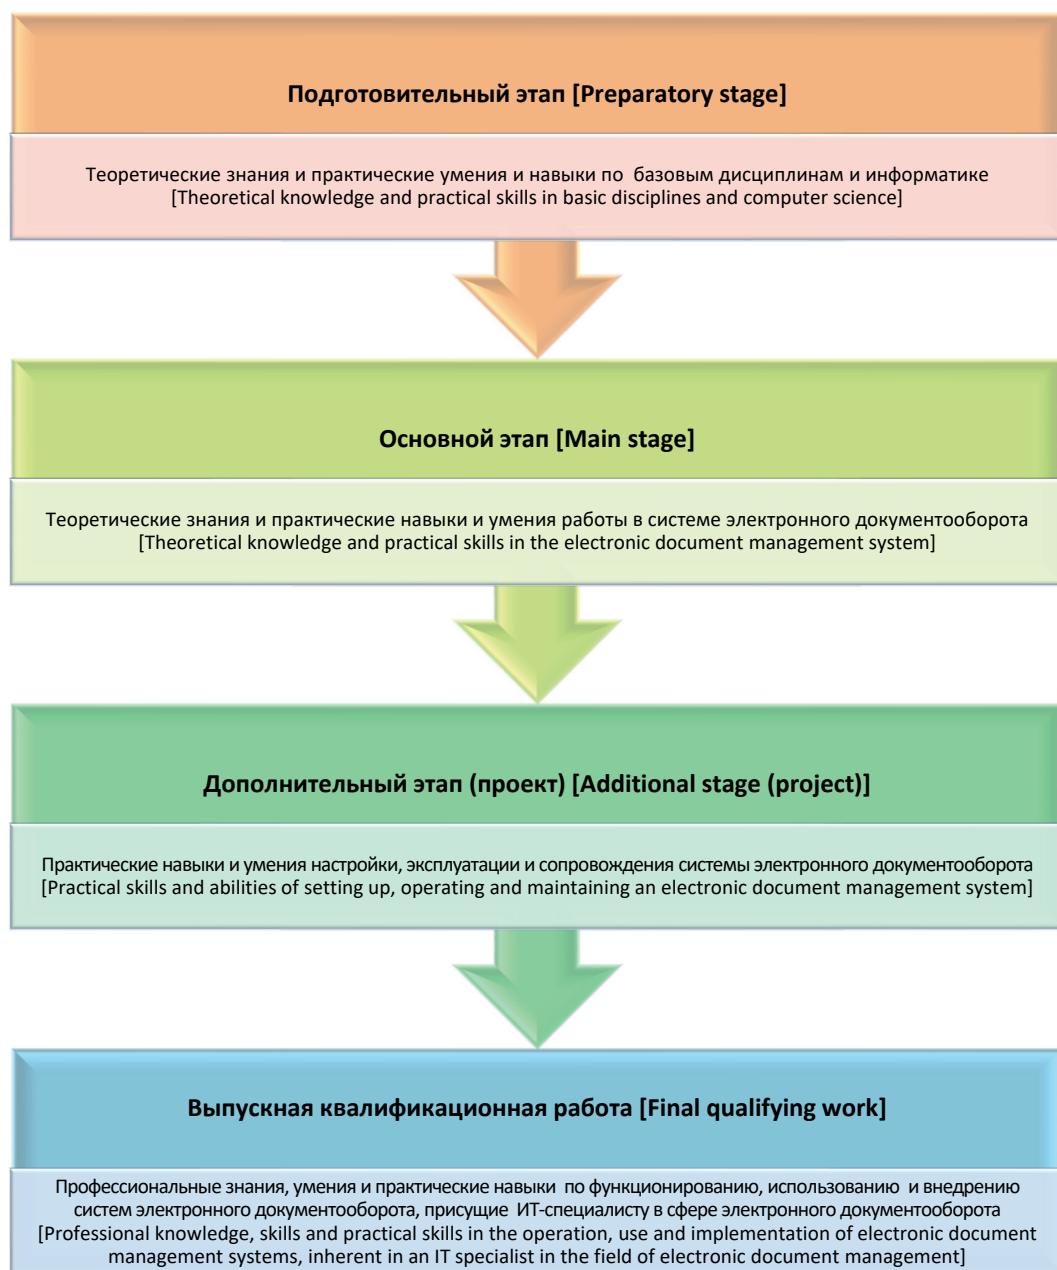 Подготовительный этап [Preparatory stage]
Теоретические знания и практические умения и навыки по базовым дисциплинам и информатике
[Theoretical knowledge and practical skills in basic disciplines and computer science]
Основной этап [Main stage]
Теоретические знания и практические навыки и умения работы в системе электронного документооборота
[Theoretical knowledge and practical skills in the electronic document management system]
Дополнительный этап (проект) [Additional stage (project)]
Практические навыки и умения настройки, эксплуатации и сопровождения системы электронного документооборота
[Practical skills and abilities of setting up, operating and maintaining an electronic document management system]
Выпускная квалификационная работа [Final qualifying work]
Профессиональные знания, умения и практические навыки по функционированию, использованию и внедрению
систем электронного документооборота, присущие ИТ-специалисту в сфере электронного документооборота
[Professional knowledge, skills and practical skills in the operation, use and implementation of electronic document
management systems, inherent in an IT specialist in the field of electronic document management]